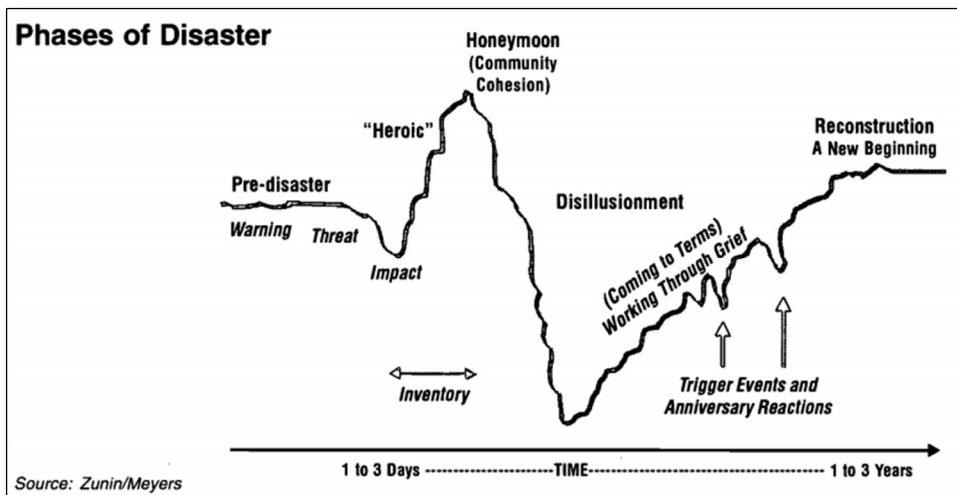 Phases of Disaster
Honeymoon
(Community
Cohesion)
“Heroic”
Pre-disaster
Warning
Threat
Impact
Inventory
Disillusionment
(Coming to Terms)
Working Through Grief
Trigger Events and
Anniversary Reactions
Reconstruction
A New Beginning
1 to 3 Days ----------------------TIME---------------------------------------- 1 to 3 Years
Source: Zunin/Meyers